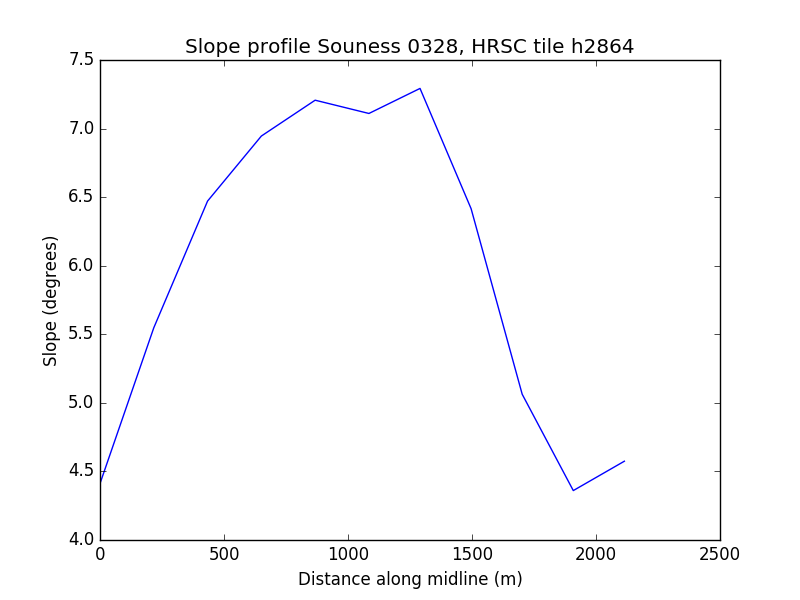 Slope profile Souness 0328, HRSC tile h2864
7.5
7.0
6.5
6.0
5.5
5.0
4.5
4.0
Slope (degrees)
0 500 1000 1500 2000 2500
Distance along midline (m)